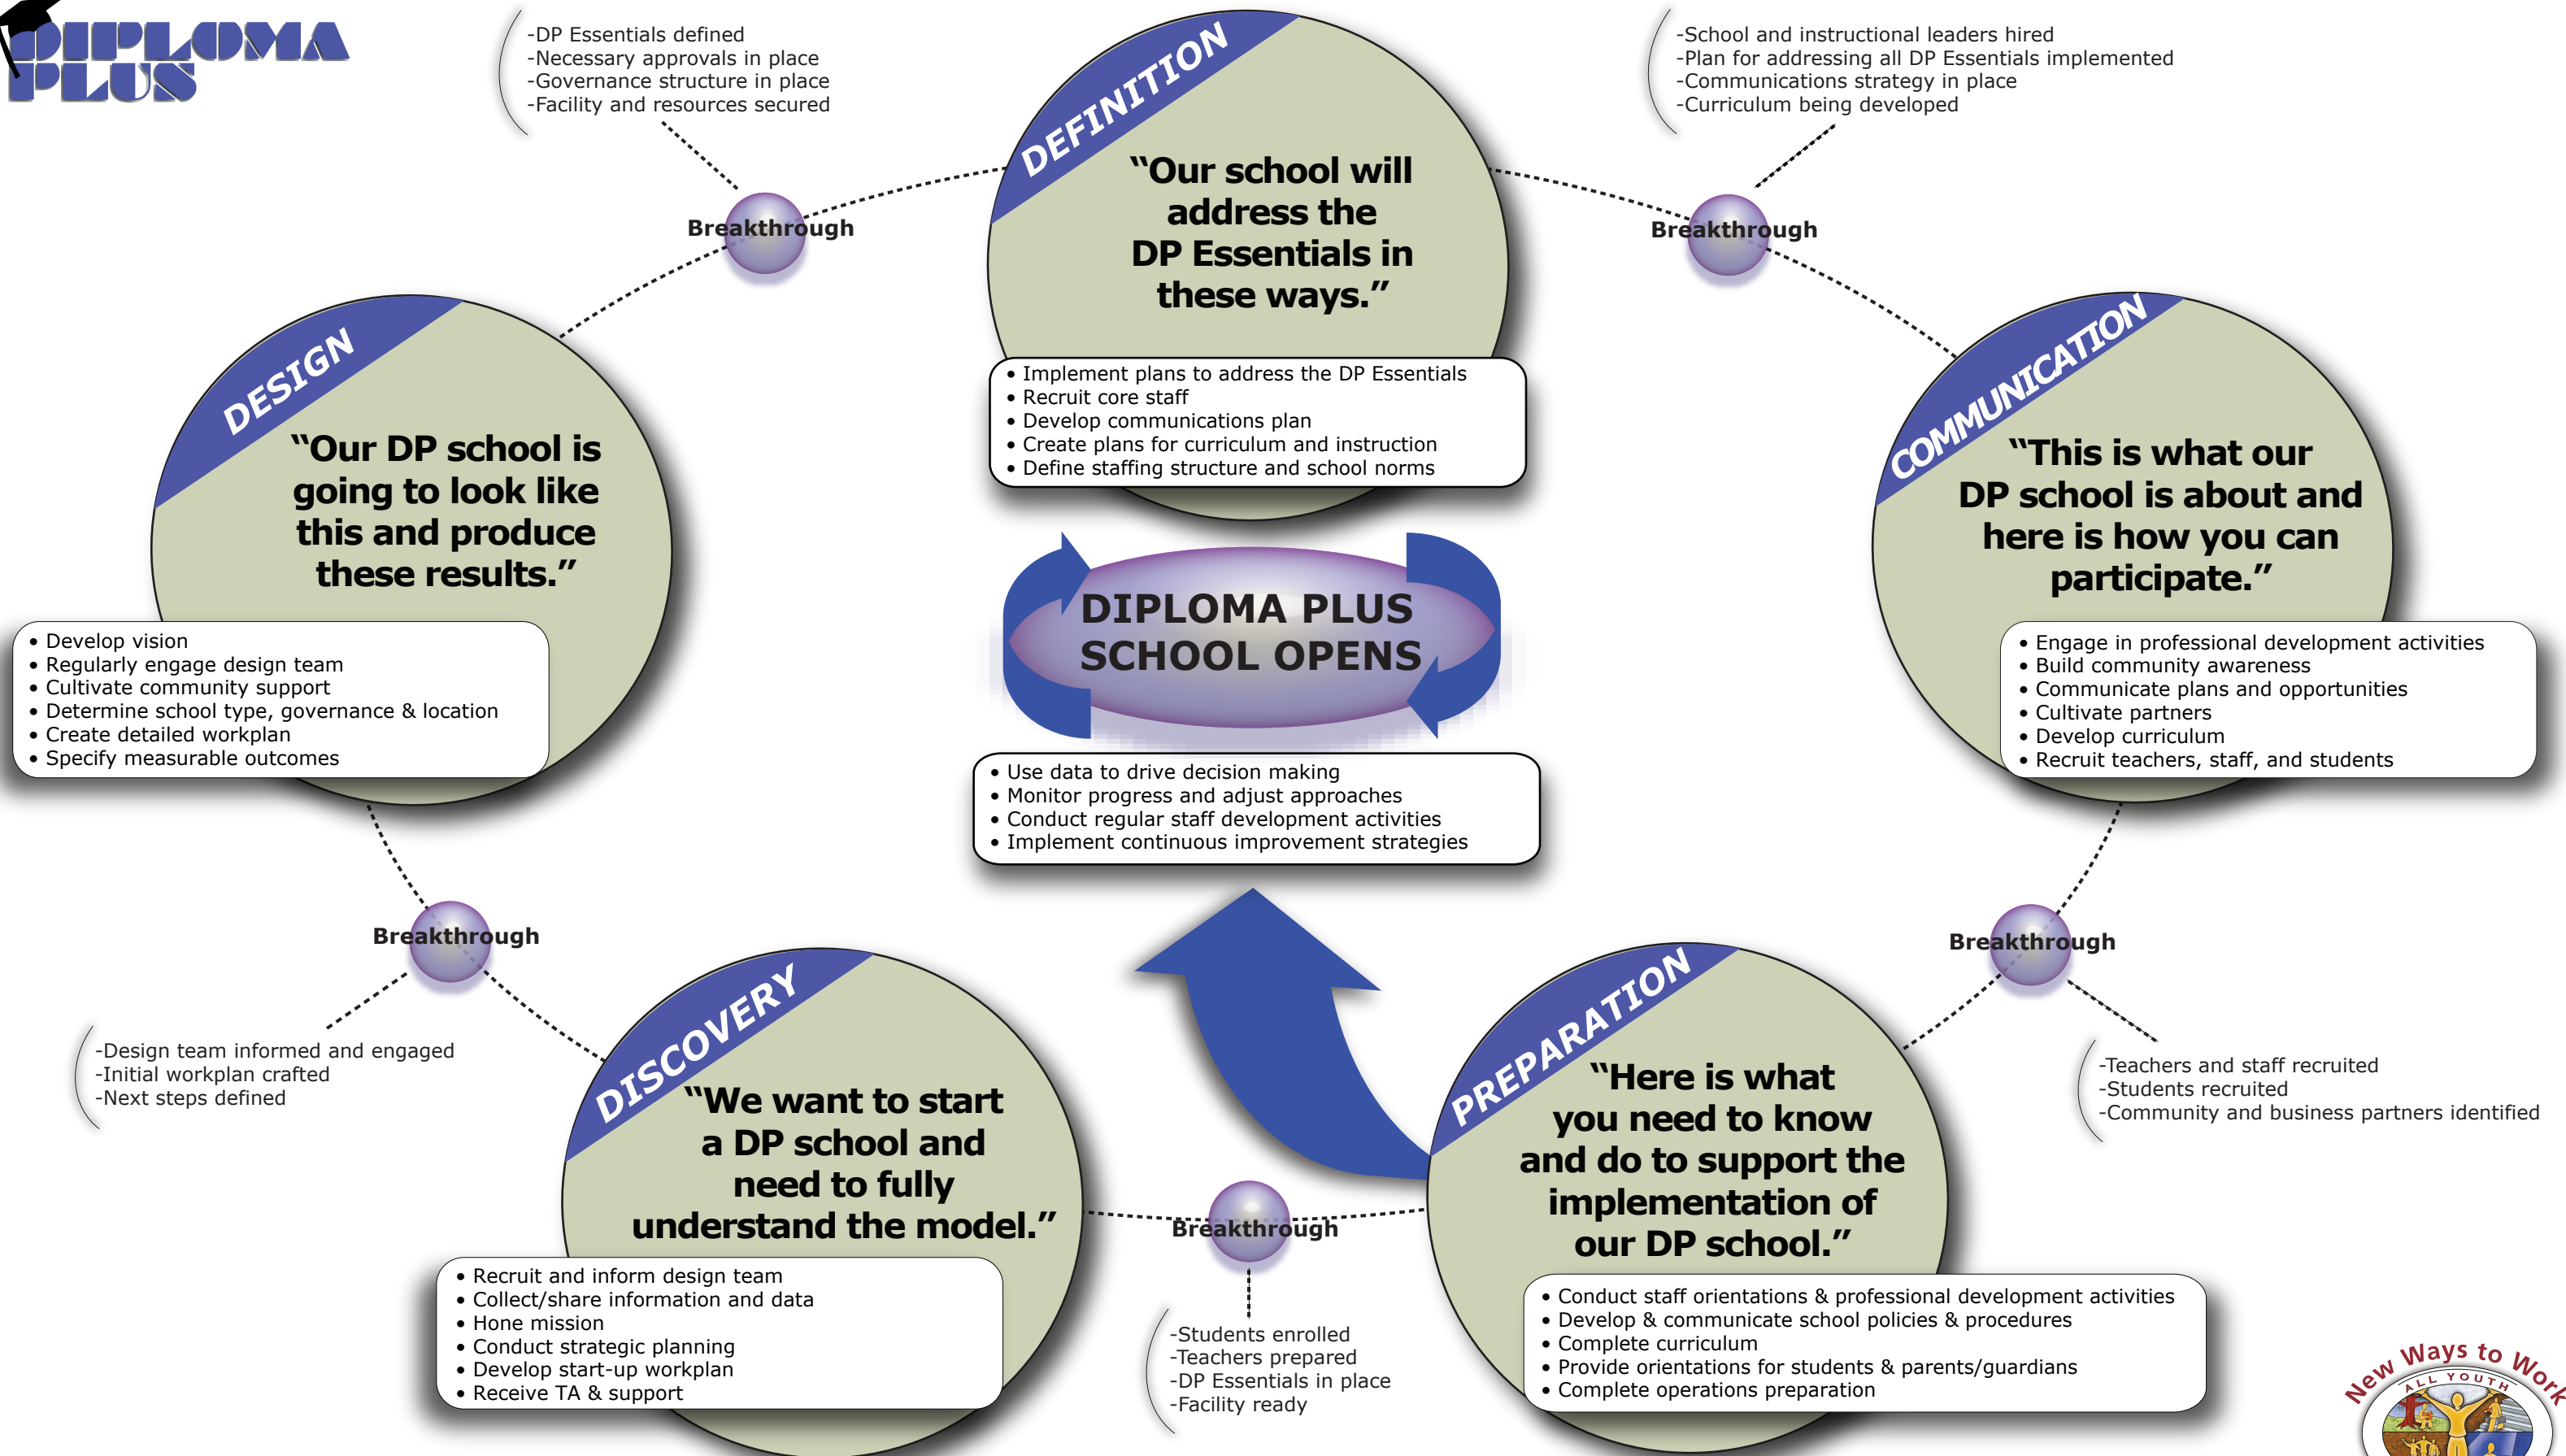 DIPLOMA
PLUS
-DP Essentials defined
-Necessary approvals in place
-Governance structure in place
-Facility and resources secured
Breakthrough
DEFINITION
“Our school will
address the
DP Essentials in
these ways.”
• Implement plans to address the DP Essentials
• Recruit core staff
• Develop communications plan
• Create plans for curriculum and instruction
• Define staffing structure and school norms
-School and instructional leaders hired
-Plan for addressing all DP Essentials implemented
-Communications strategy in place
-Curriculum being developed
Breakthrough
DESIGN
“Our DP school is
going to look like
this and produce
these results.”
• Develop vision
• Regularly engage design team
• Cultivate community support
• Determine school type, governance & location
• Create detailed workplan
• Specify measurable outcomes
DIPLOMA PLUS
SCHOOL OPENS
• Use data to drive decision making
• Monitor progress and adjust approaches
• Conduct regular staff development activities
• Implement continuous improvement strategies
COMMUNICATION
“This is what our
DP school is about and
here is how you can
participate.”
• Engage in professional development activities
• Build community awareness
• Communicate plans and opportunities
• Cultivate partners
• Develop curriculum
• Recruit teachers, staff, and students
Breakthrough
-Design team informed and engaged
-Initial workplan crafted
-Next steps defined
DISCOVERY
“We want to start
a DP school and
need to fully
understand the model.”
• Recruit and inform design team
• Collect/share information and data
• Hone mission
• Conduct strategic planning
• Develop start-up workplan
• Receive TA & support
Breakthrough
-Students enrolled
-Teachers prepared
-DP Essentials in place
-Facility ready
PREPARATION
“Here is what
you need to know
and do to support the
implementation of
our DP school.”
• Conduct staff orientations & professional development activities
• Develop & communicate school policies & procedures
• Complete curriculum
• Provide orientations for students & parents/guardians
• Complete operations preparation
Breakthrough
-Teachers and staff recruited
-Students recruited
-Community and business partners identified
New Ways to Work
ALL YOUTH